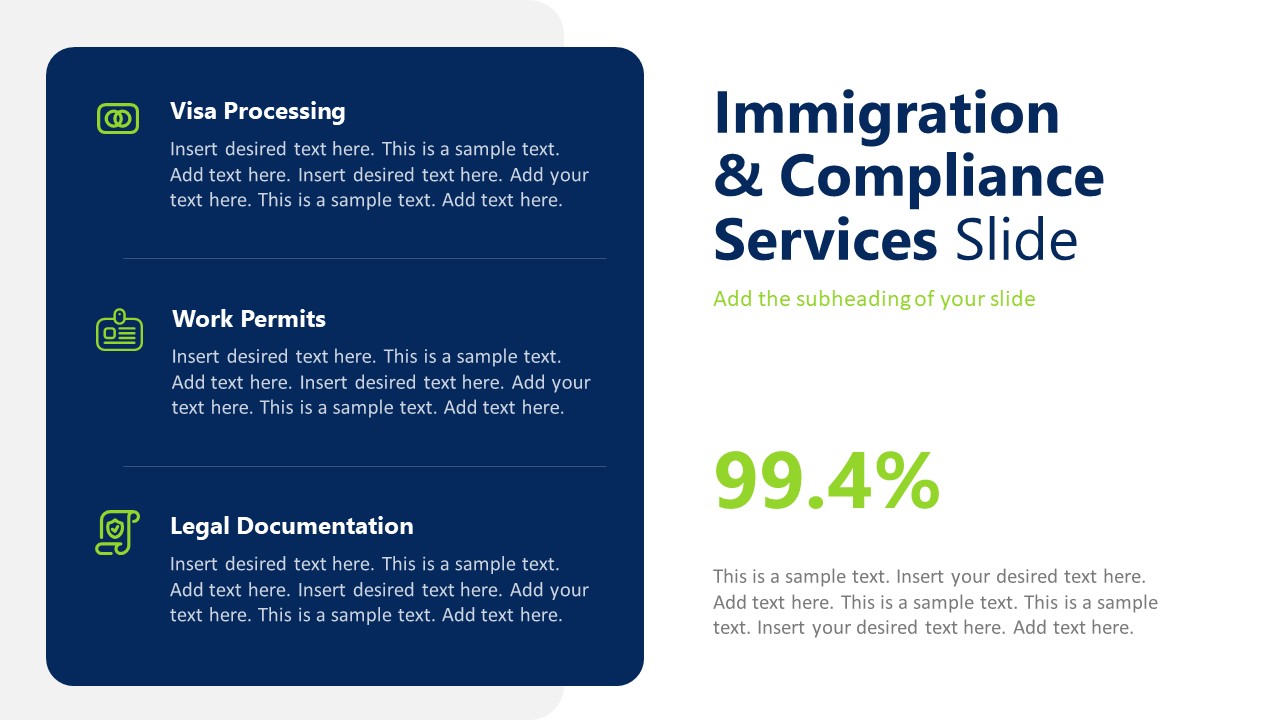 Visa Processing
Insert desired text here. This is a sample text.
Add text here. Insert desired text here. Add your
text here. This is a sample text. Add text here.
Work Permits
Insert desired text here. This is a sample text.
Add text here. Insert desired text here. Add your
text here. This is a sample text. Add text here.
Legal Documentation
Insert desired text here. This is a sample text.
Add text here. Insert desired text here. Add your
text here. This is a sample text. Add text here.
Immigration
& Compliance
Services Slide
Add the subheading of your slide
99.4%
This is a sample text. Insert your desired text here.
Add text here. This is a sample text. This is a sample
text. Insert your desired text here. Add text here.